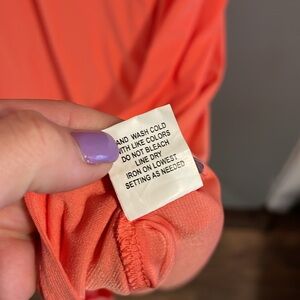 AND WASH COLD
WITH LIKE COLORS
DO NOT BLEACH
LINE DRY
IRON ON LOWEST
SETTING AS NEEDED